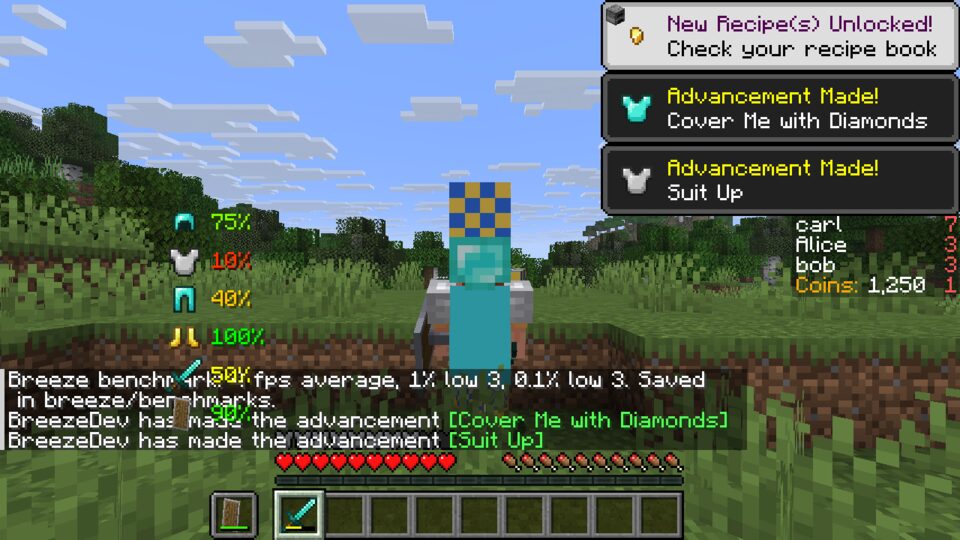 New Recipe(s) Unlocked!
Check your recipe book
Advancement Made!
Cover Me with Diamonds
Advancement Made!
Suit Up
carl 7
Alice 3
bob 3
Coins: 1,250 1
75%
10%
40%
100%
50%
90%
Breeze fps average, 1% low 3, 0.1% low 3. Saved
in breeze/benchmarks.
BreezeDev has made the advancement [Cover Me with Diamonds]
BreezeDev has made the advancement [Suit Up]